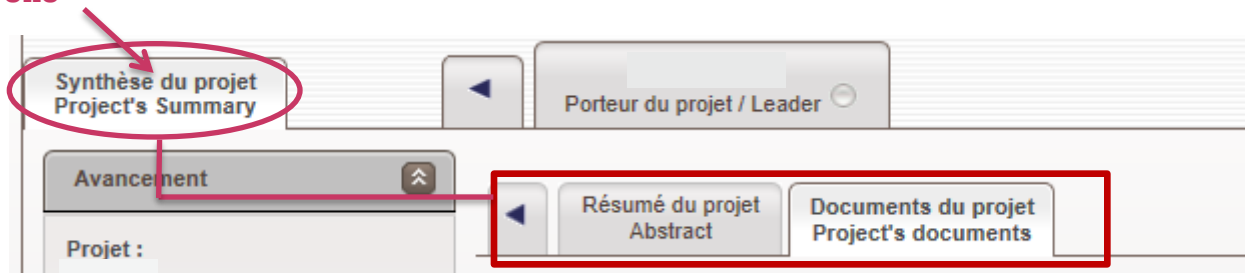 Synthèse du projet
Project's Summary
Porteur du projet / Leader
Avancement
Résumé du projet
Abstract
Documents du projet
Project's documents
Projet :